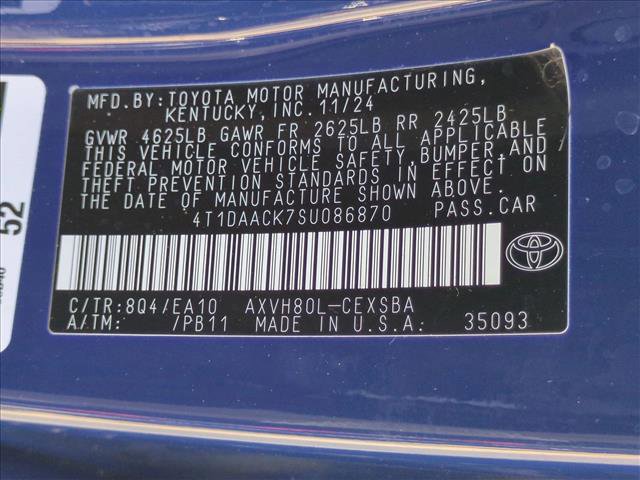 MFD.BY:TOYOTA MOTOR MANUFACTURING,
KENTUCKY, INC. 11/24
GVWR 4625LB GAWR FR 2625LB RR 2425LB
THIS VEHICLE CONFORMS TO ALL APPLICABLE
FEDERAL MOTOR VEHICLE SAFETY,BUMPER,AND
THEFT PREVENTION STANDARDS IN EFFECT ON
THE DATE OF MANUFACTURE SHOWN ABOVE.
4T1DAACK7SU086870 PASS.CAR
C/TR:8Q4/EA10 AXVH80L-CEXSBA
A/TM: /PB11 MADE IN U.S.A. 35093
52